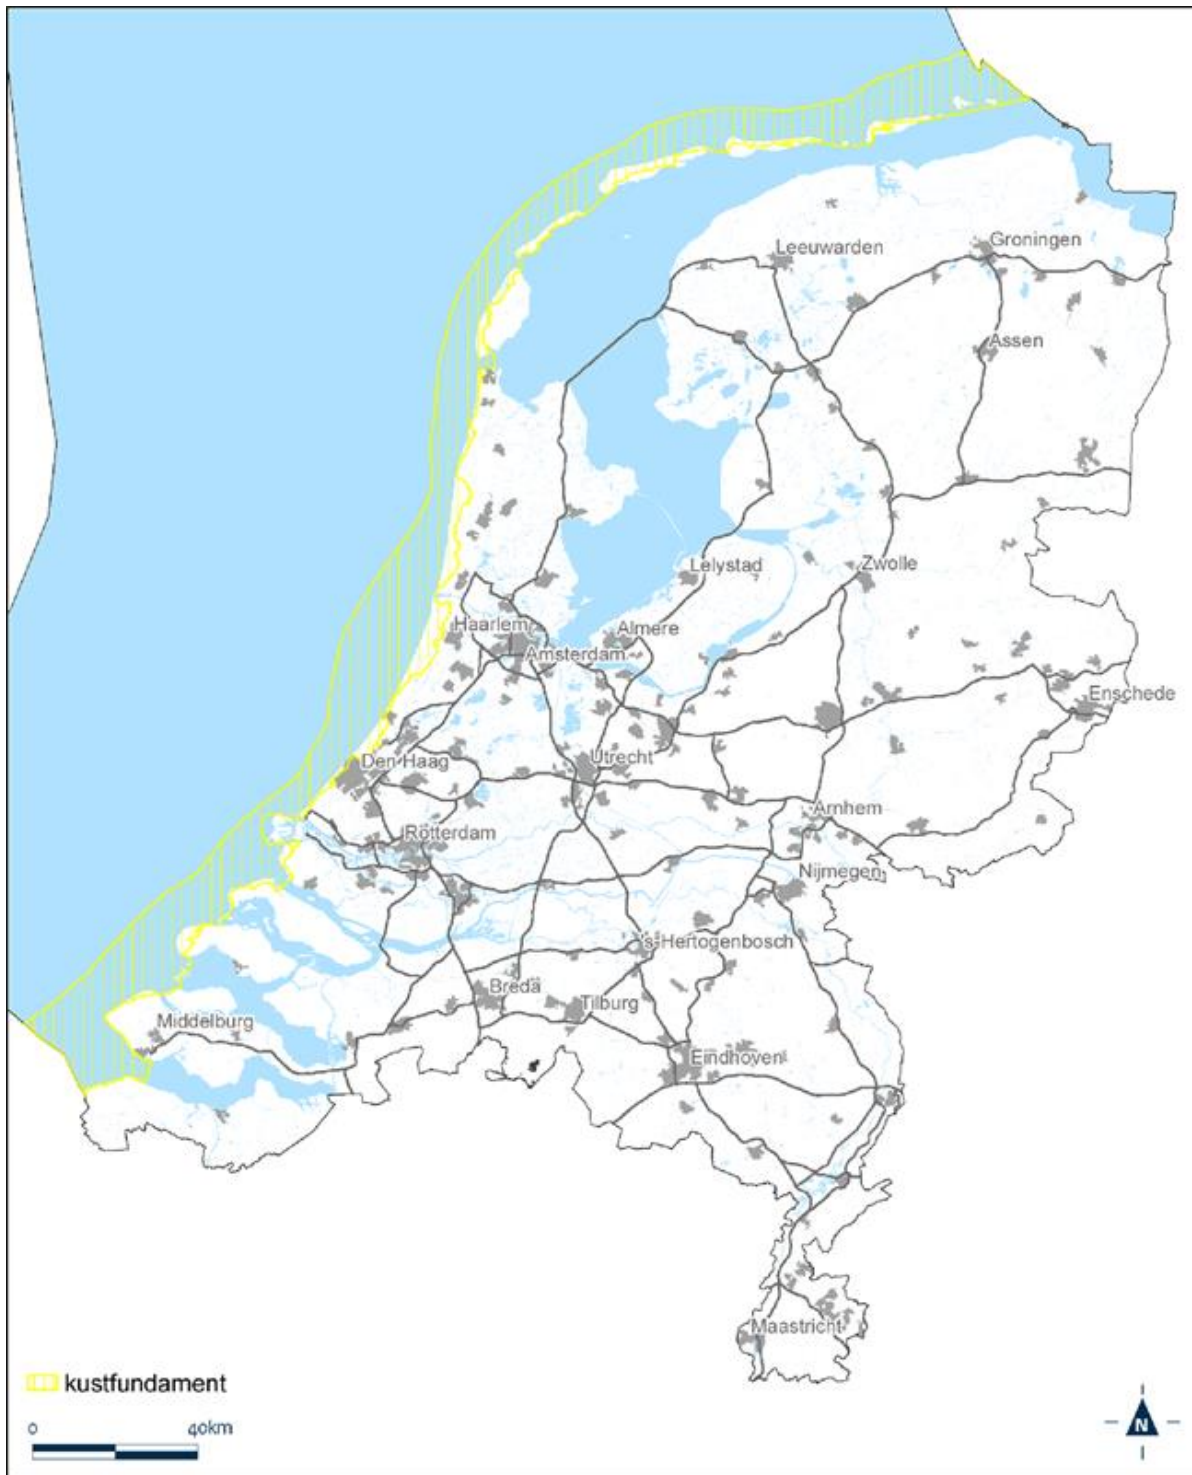 Leeuwarden
Groningen
Assen
Lelystad
Zwolle
Haarlem
Almere
Amsterdam
Enschede
Den Haag
Utrecht
Arnhem
Rotterdam
Nijmegen
's-Hertogenbosch
Breda
Tilburg
Middelburg
Eindhoven
Maastricht
kustfundament
0 40km
N